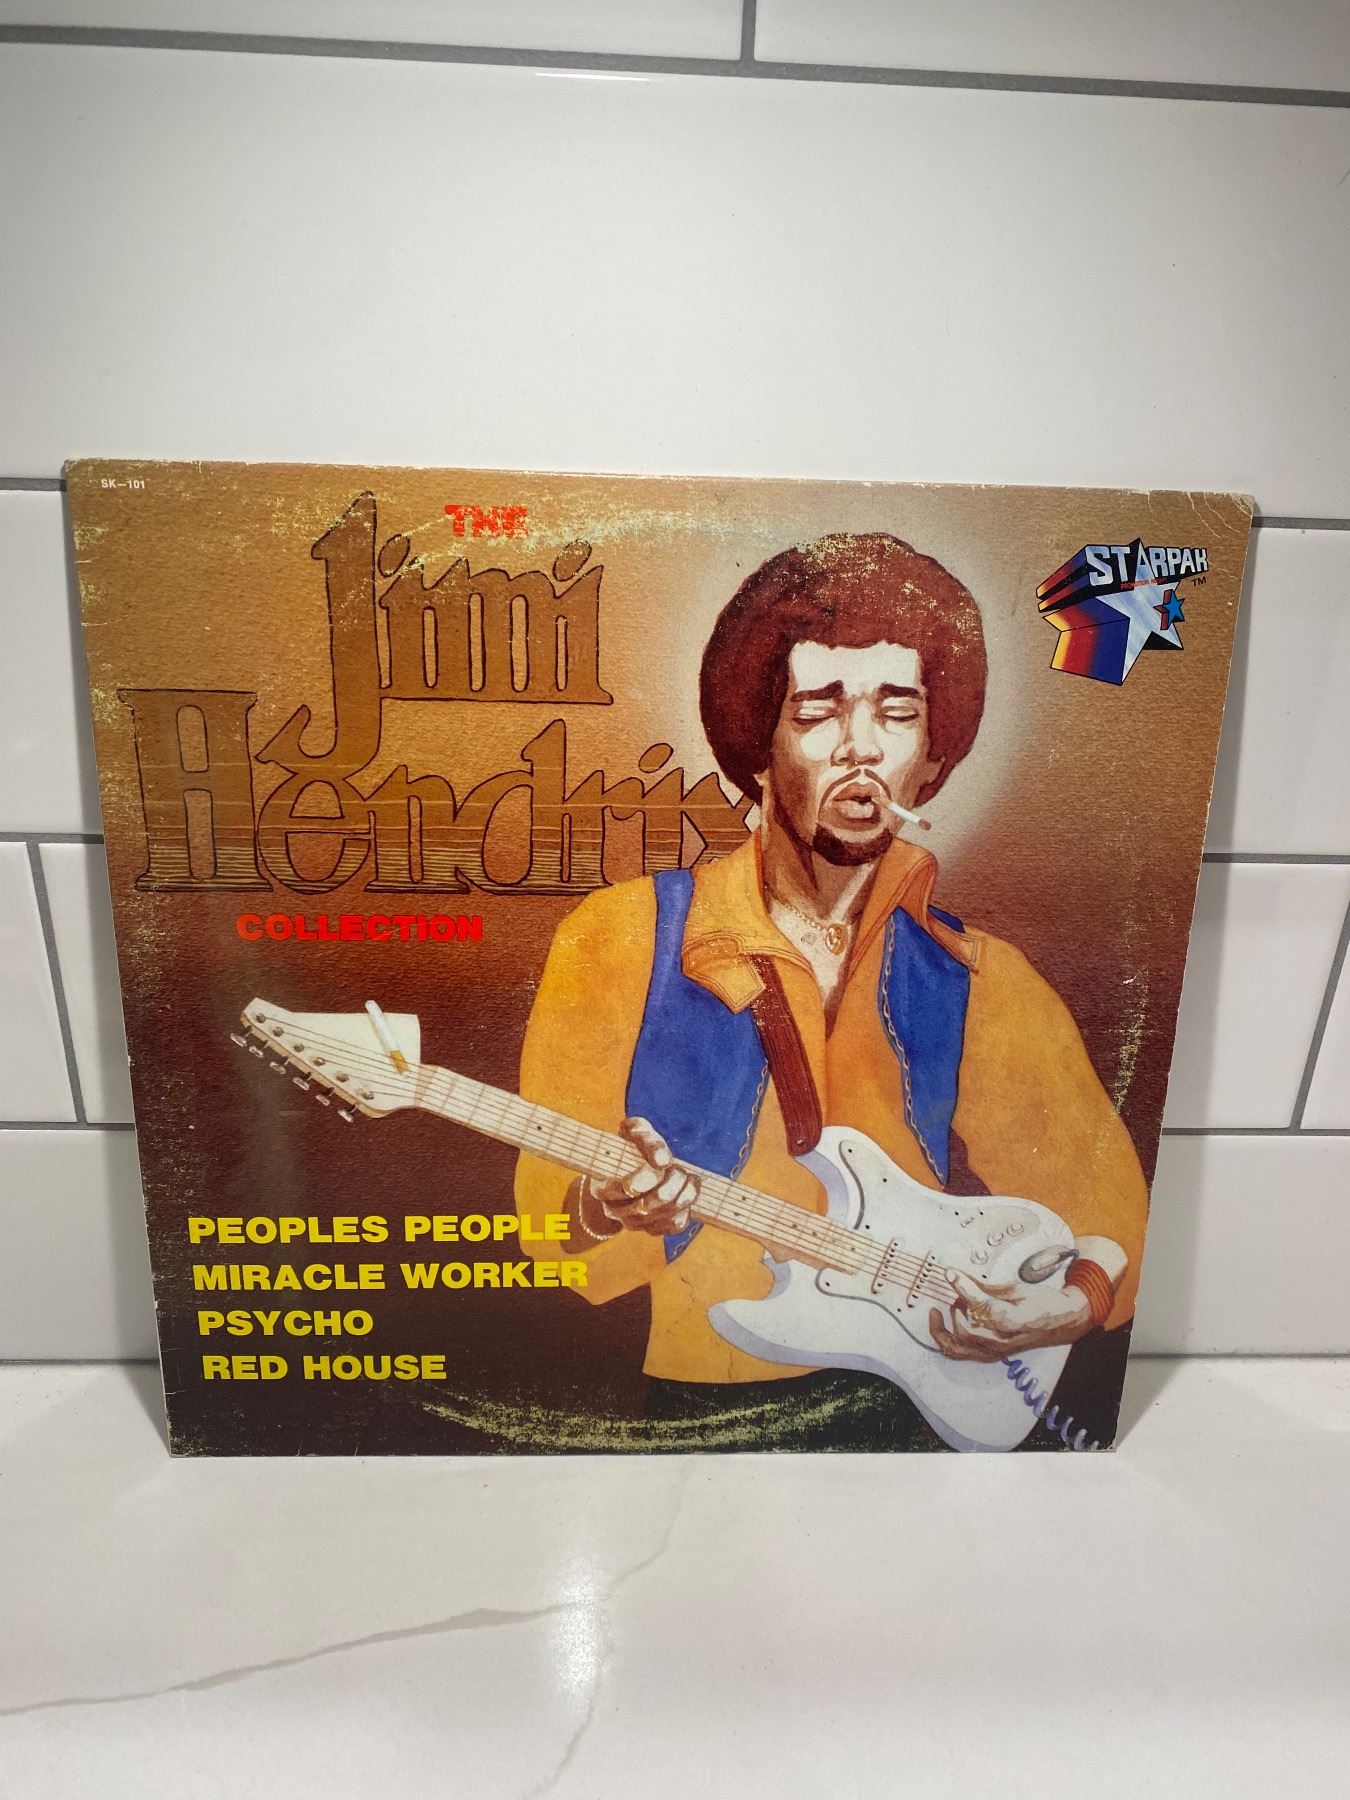 SK-101
THE
Jimi
Hendrix
COLLECTION
STARPAK
TM
PEOPLES PEOPLE
MIRACLE WORKER
PSYCHO
RED HOUSE